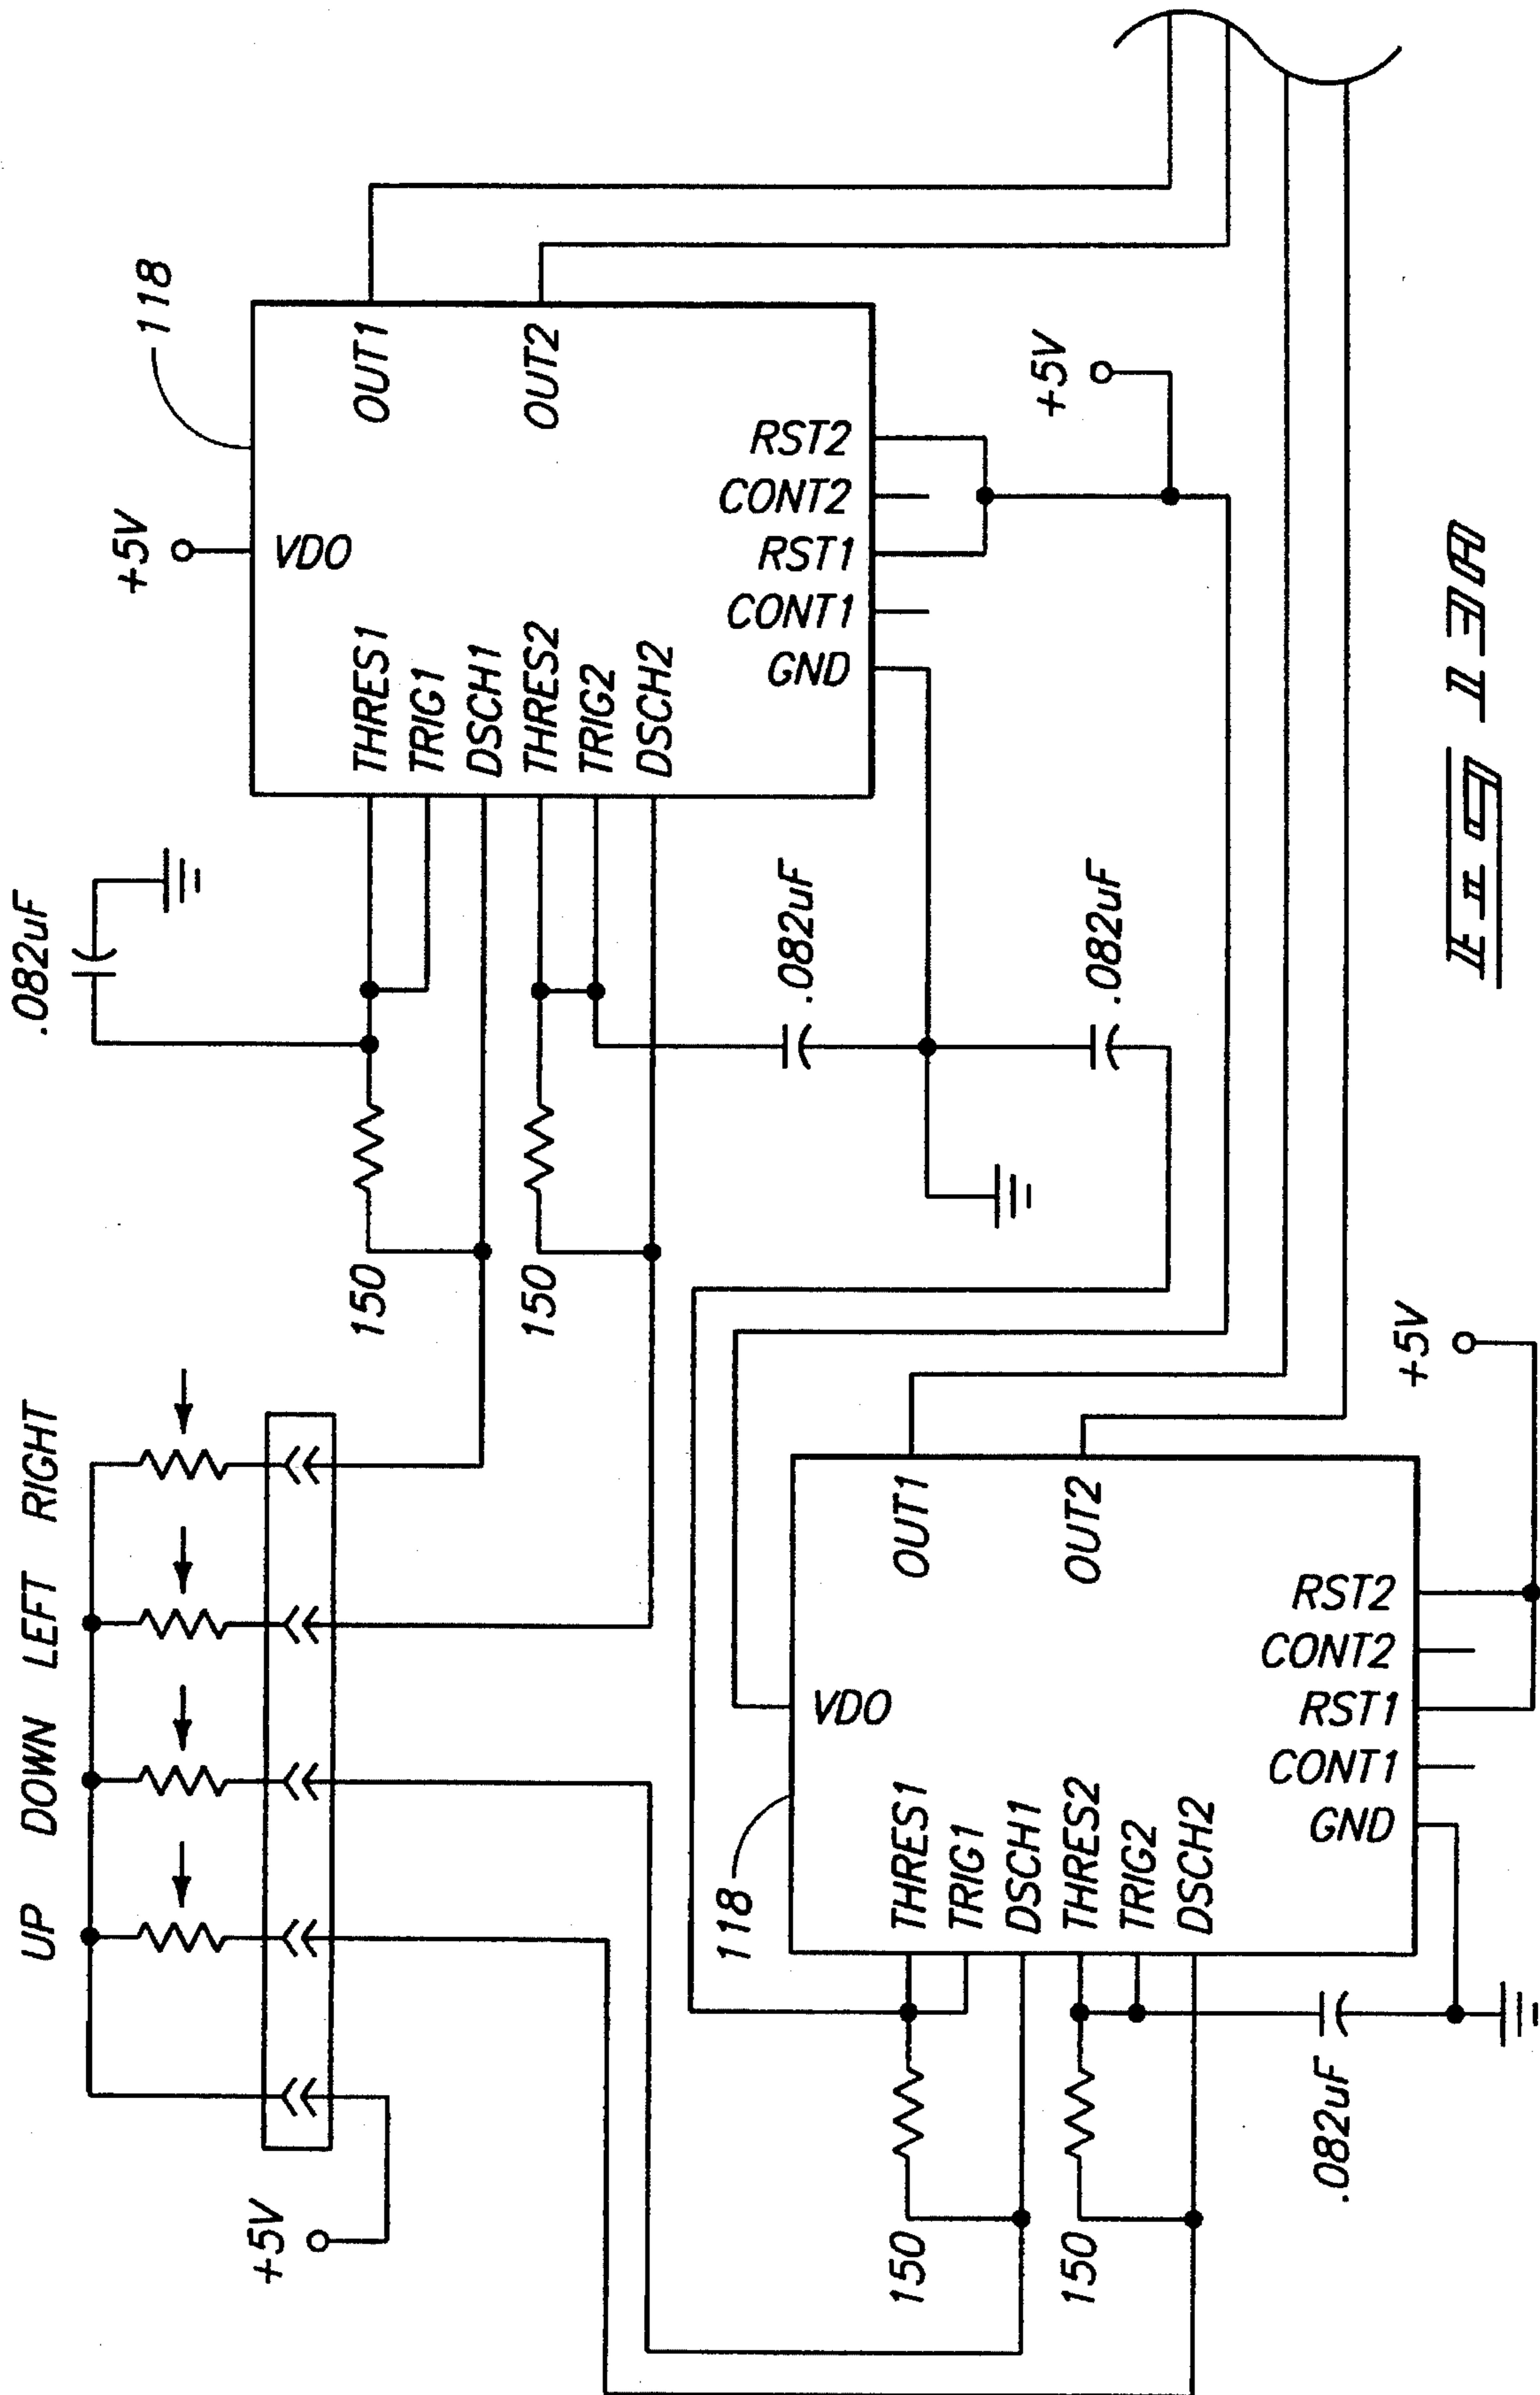 UP DOWN LEFT RIGHT
+5V
.082uF
150
150
+5V
118
VDO
THRES1
TRIG1
DSCH1
THRES2
TRIG2
DSCH2
OUT1
OUT2
GND
CONT1
RST1
CONT2
RST2
.082uF
.082uF
+5V
118
VDO
THRES1
TRIG1
DSCH1
THRES2
TRIG2
DSCH2
OUT1
OUT2
GND
CONT1
RST1
CONT2
RST2
150
150
.082uF
+5V
FIG 13A